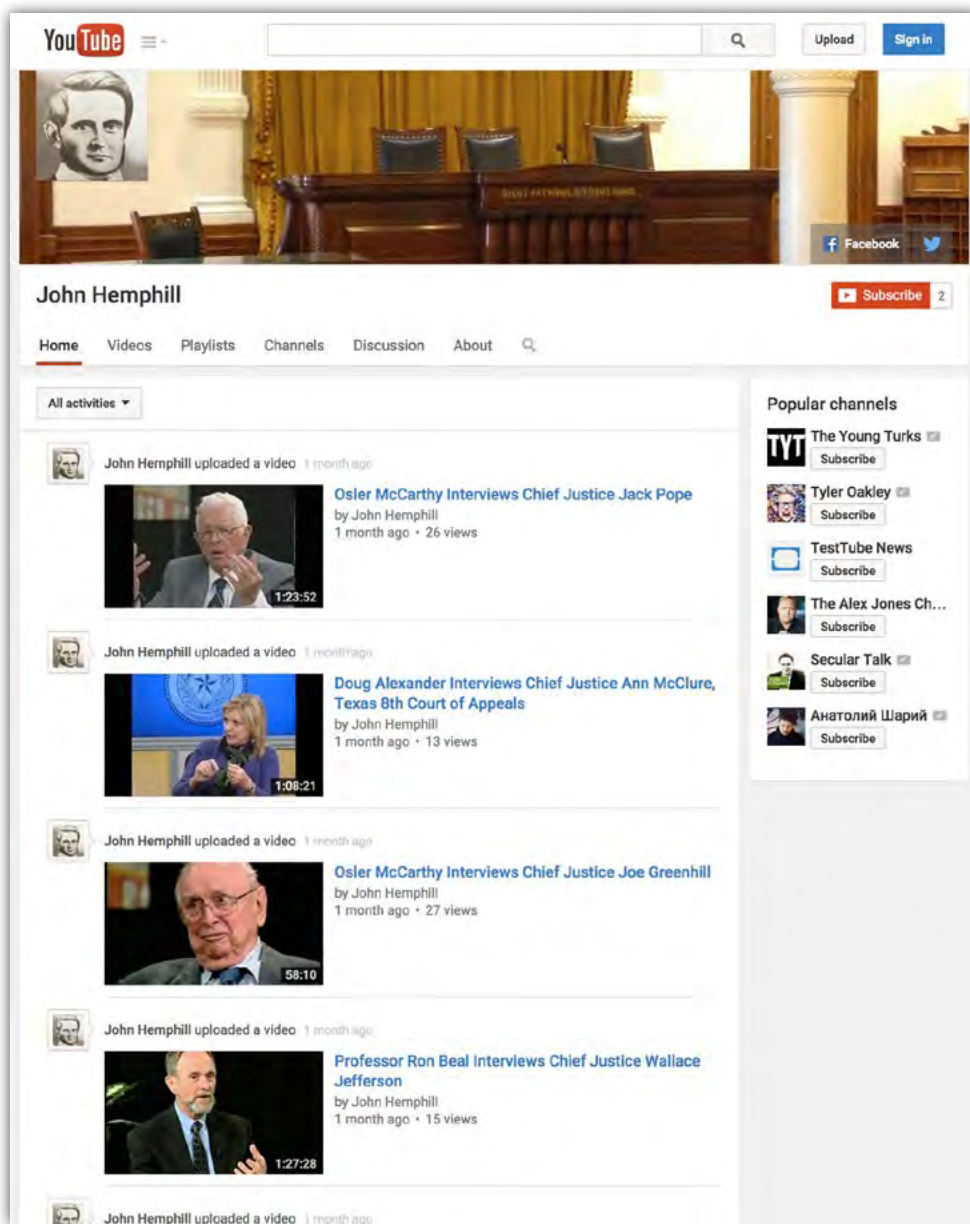 YouTube
Upload
Sign in
SICUT PATRIBUS, SIT DEUS NOBIS
Facebook
John Hemphill
Subscribe 2
Home Videos Playlists Channels Discussion About
All activities
John Hemphill uploaded a video 1 month ago
Osler McCarthy Interviews Chief Justice Jack Pope
by John Hemphill
1 month ago • 26 views
1:23:52
John Hemphill uploaded a video 1 month ago
Doug Alexander Interviews Chief Justice Ann McClure,
Texas 8th Court of Appeals
by John Hemphill
1 month ago • 13 views
1:08:21
John Hemphill uploaded a video 1 month ago
Osler McCarthy Interviews Chief Justice Joe Greenhill
by John Hemphill
1 month ago • 27 views
58:10
John Hemphill uploaded a video 1 month ago
Professor Ron Beal Interviews Chief Justice Wallace
Jefferson
by John Hemphill
1 month ago • 15 views
1:27:28
John Hemphill uploaded a video 1 month ago
Popular channels
TYT
The Young Turks
Subscribe
Tyler Oakley
Subscribe
TestTube News
Subscribe
The Alex Jones Ch...
Subscribe
Secular Talk
Subscribe
Анатолий Шарий
Subscribe